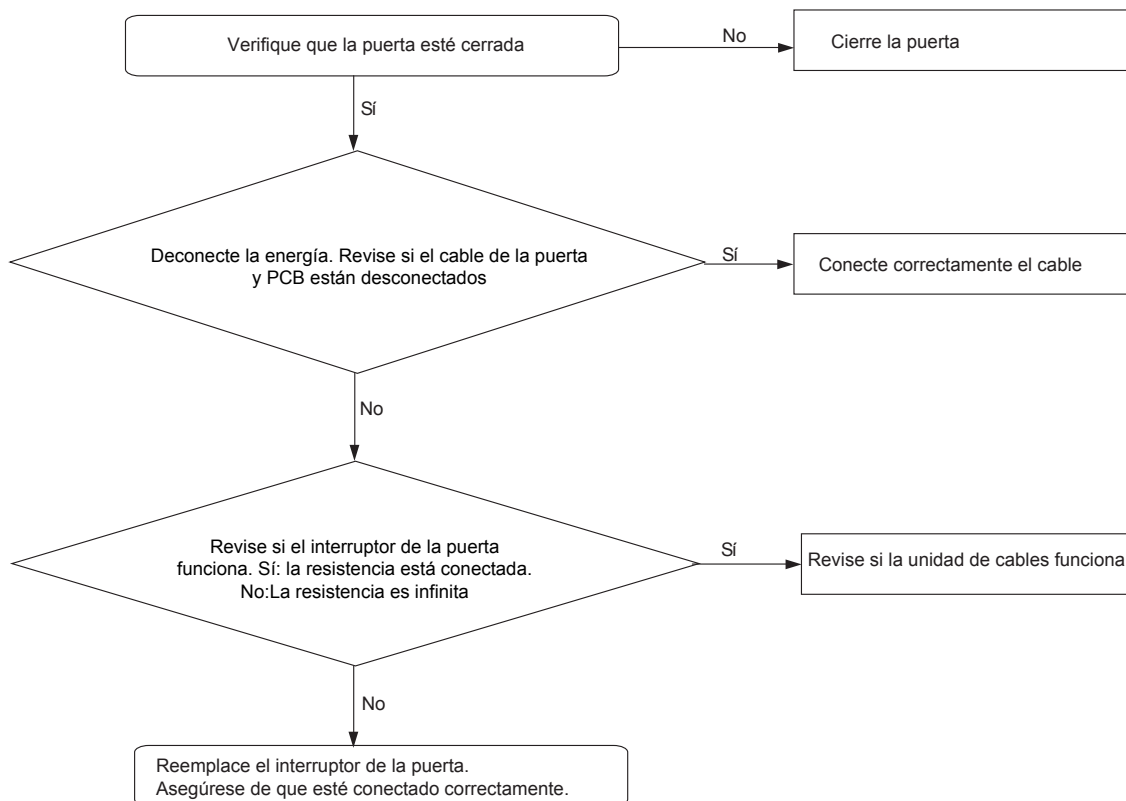 Verifique que la puerta esté cerrada
No
Cierre la puerta
Sí
Deconecte la energía. Revise si el cable de la puerta
y PCB están desconectados
Sí
Conecte correctamente el cable
No
Revise si el interruptor de la puerta
funciona. Sí: la resistencia está conectada.
No:La resistencia es infinita
Sí
Revise si la unidad de cables funciona
No
Reemplace el interruptor de la puerta.
Asegúrese de que esté conectado correctamente.